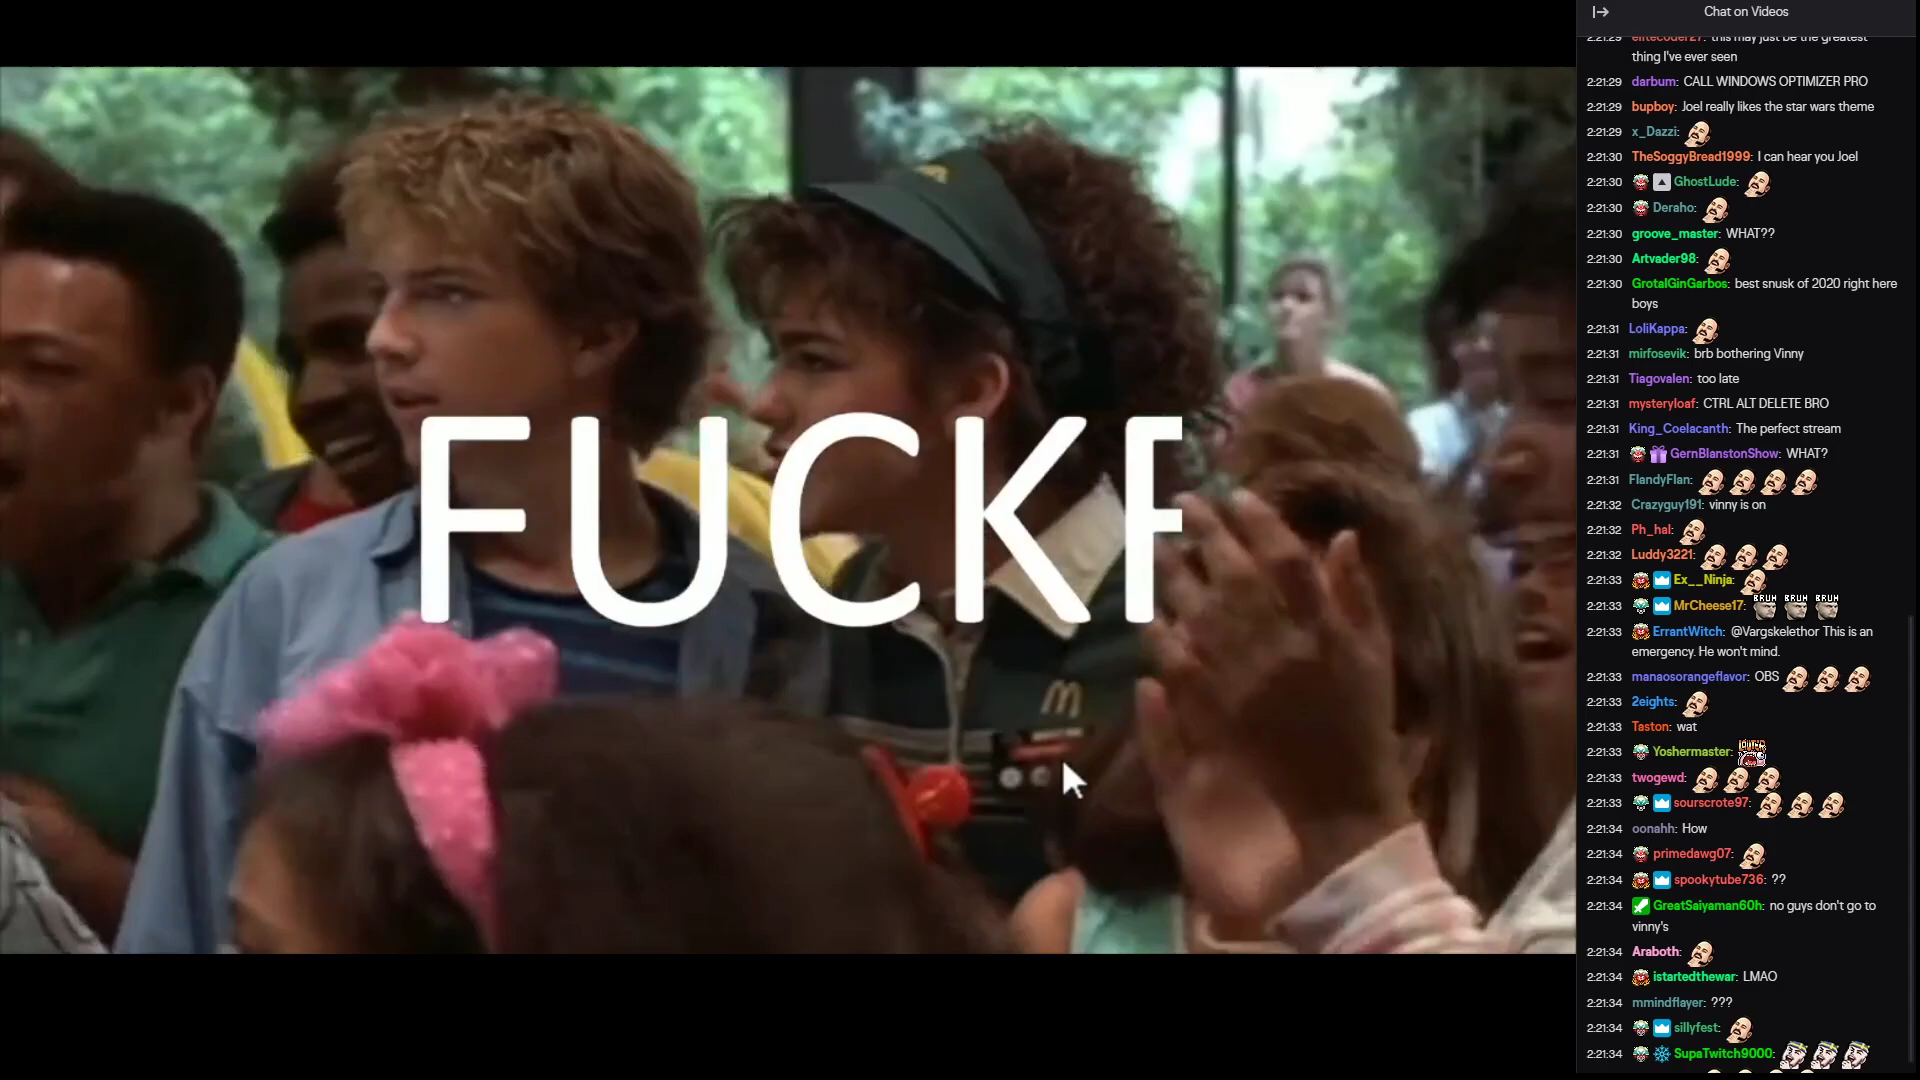 FUCKF
Chat on Videos
2:21:29 elitecoder27: this may just be the greatest
thing I've ever seen
2:21:29 darbum: CALL WINDOWS OPTIMIZER PRO
2:21:29 bupboy: Joel really likes the star wars theme
2:21:29 x_Dazzi:
2:21:30 TheSoggyBread1999: I can hear you Joel
2:21:30 GhostLude:
2:21:30 Deraho:
2:21:30 groove_master: WHAT??
2:21:30 Artvader98:
2:21:30 GrotalGinGarbos: best snusk of 2020 right here
boys
2:21:31 LoliKappa:
2:21:31 mirfosevik: brb bothering Vinny
2:21:31 Tiagovalen: too late
2:21:31 mysteryloaf: CTRL ALT DELETE BRO
2:21:31 King_Coelacanth: The perfect stream
2:21:31 GernBlanstonShow: WHAT?
2:21:31 FlandyFlan:
2:21:32 Crazyguy191: vinny is on
2:21:32 Ph_hal:
2:21:32 Luddy3221:
2:21:33 Ex__Ninja:
2:21:33 MrCheese17: BRUH BRUH BRUH
2:21:33 ErrantWitch: @Vargskelethor This is an
emergency. He won't mind.
2:21:33 manaosorangeflavor: OBS
2:21:33 2eights:
2:21:33 Taston: wat
2:21:33 Yoshermaster:
2:21:33 twogewd:
2:21:33 sourscrote97:
2:21:34 oonahh: How
2:21:34 primedawg07:
2:21:34 spookytube736: ??
2:21:34 GreatSaiyaman60h: no guys don't go to
vinny's
2:21:34 Araboth:
2:21:34 istartedthewar: LMAO
2:21:34 mmindflayer: ???
2:21:34 sillyfest:
2:21:34 SupaTwitch9000: